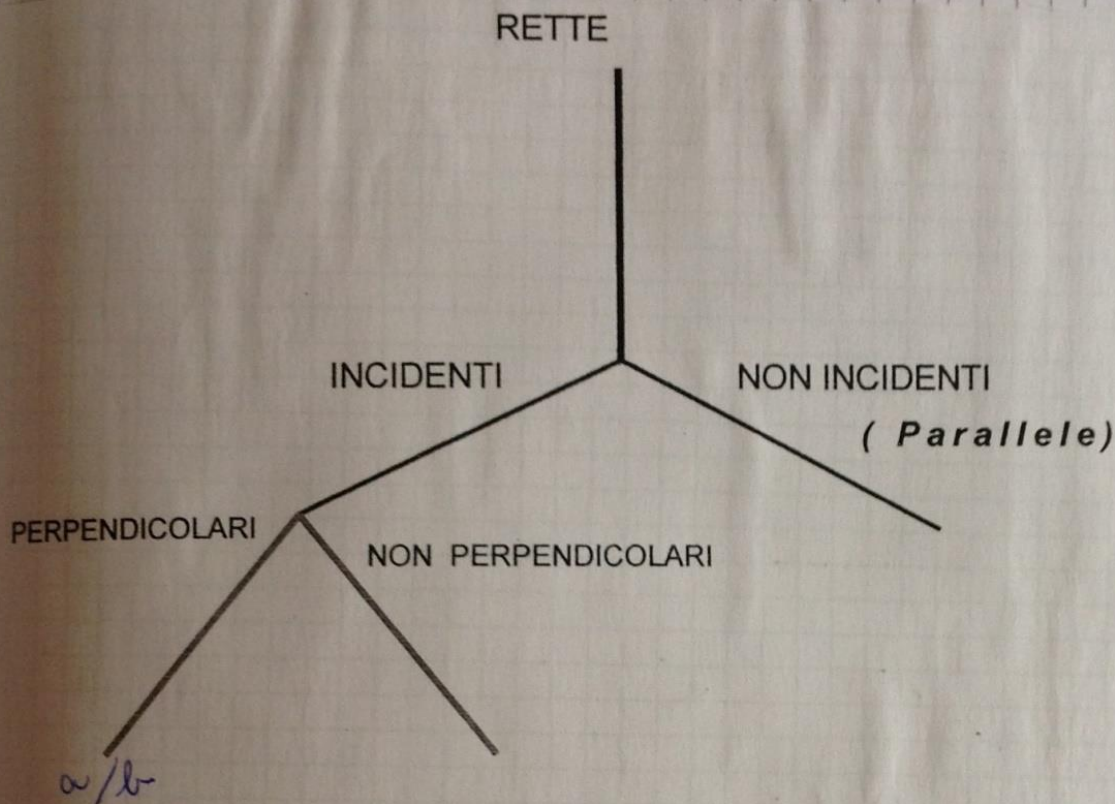 RETTE
INCIDENTI
NON INCIDENTI
( Parallele)
PERPENDICOLARI
NON PERPENDICOLARI
a/b